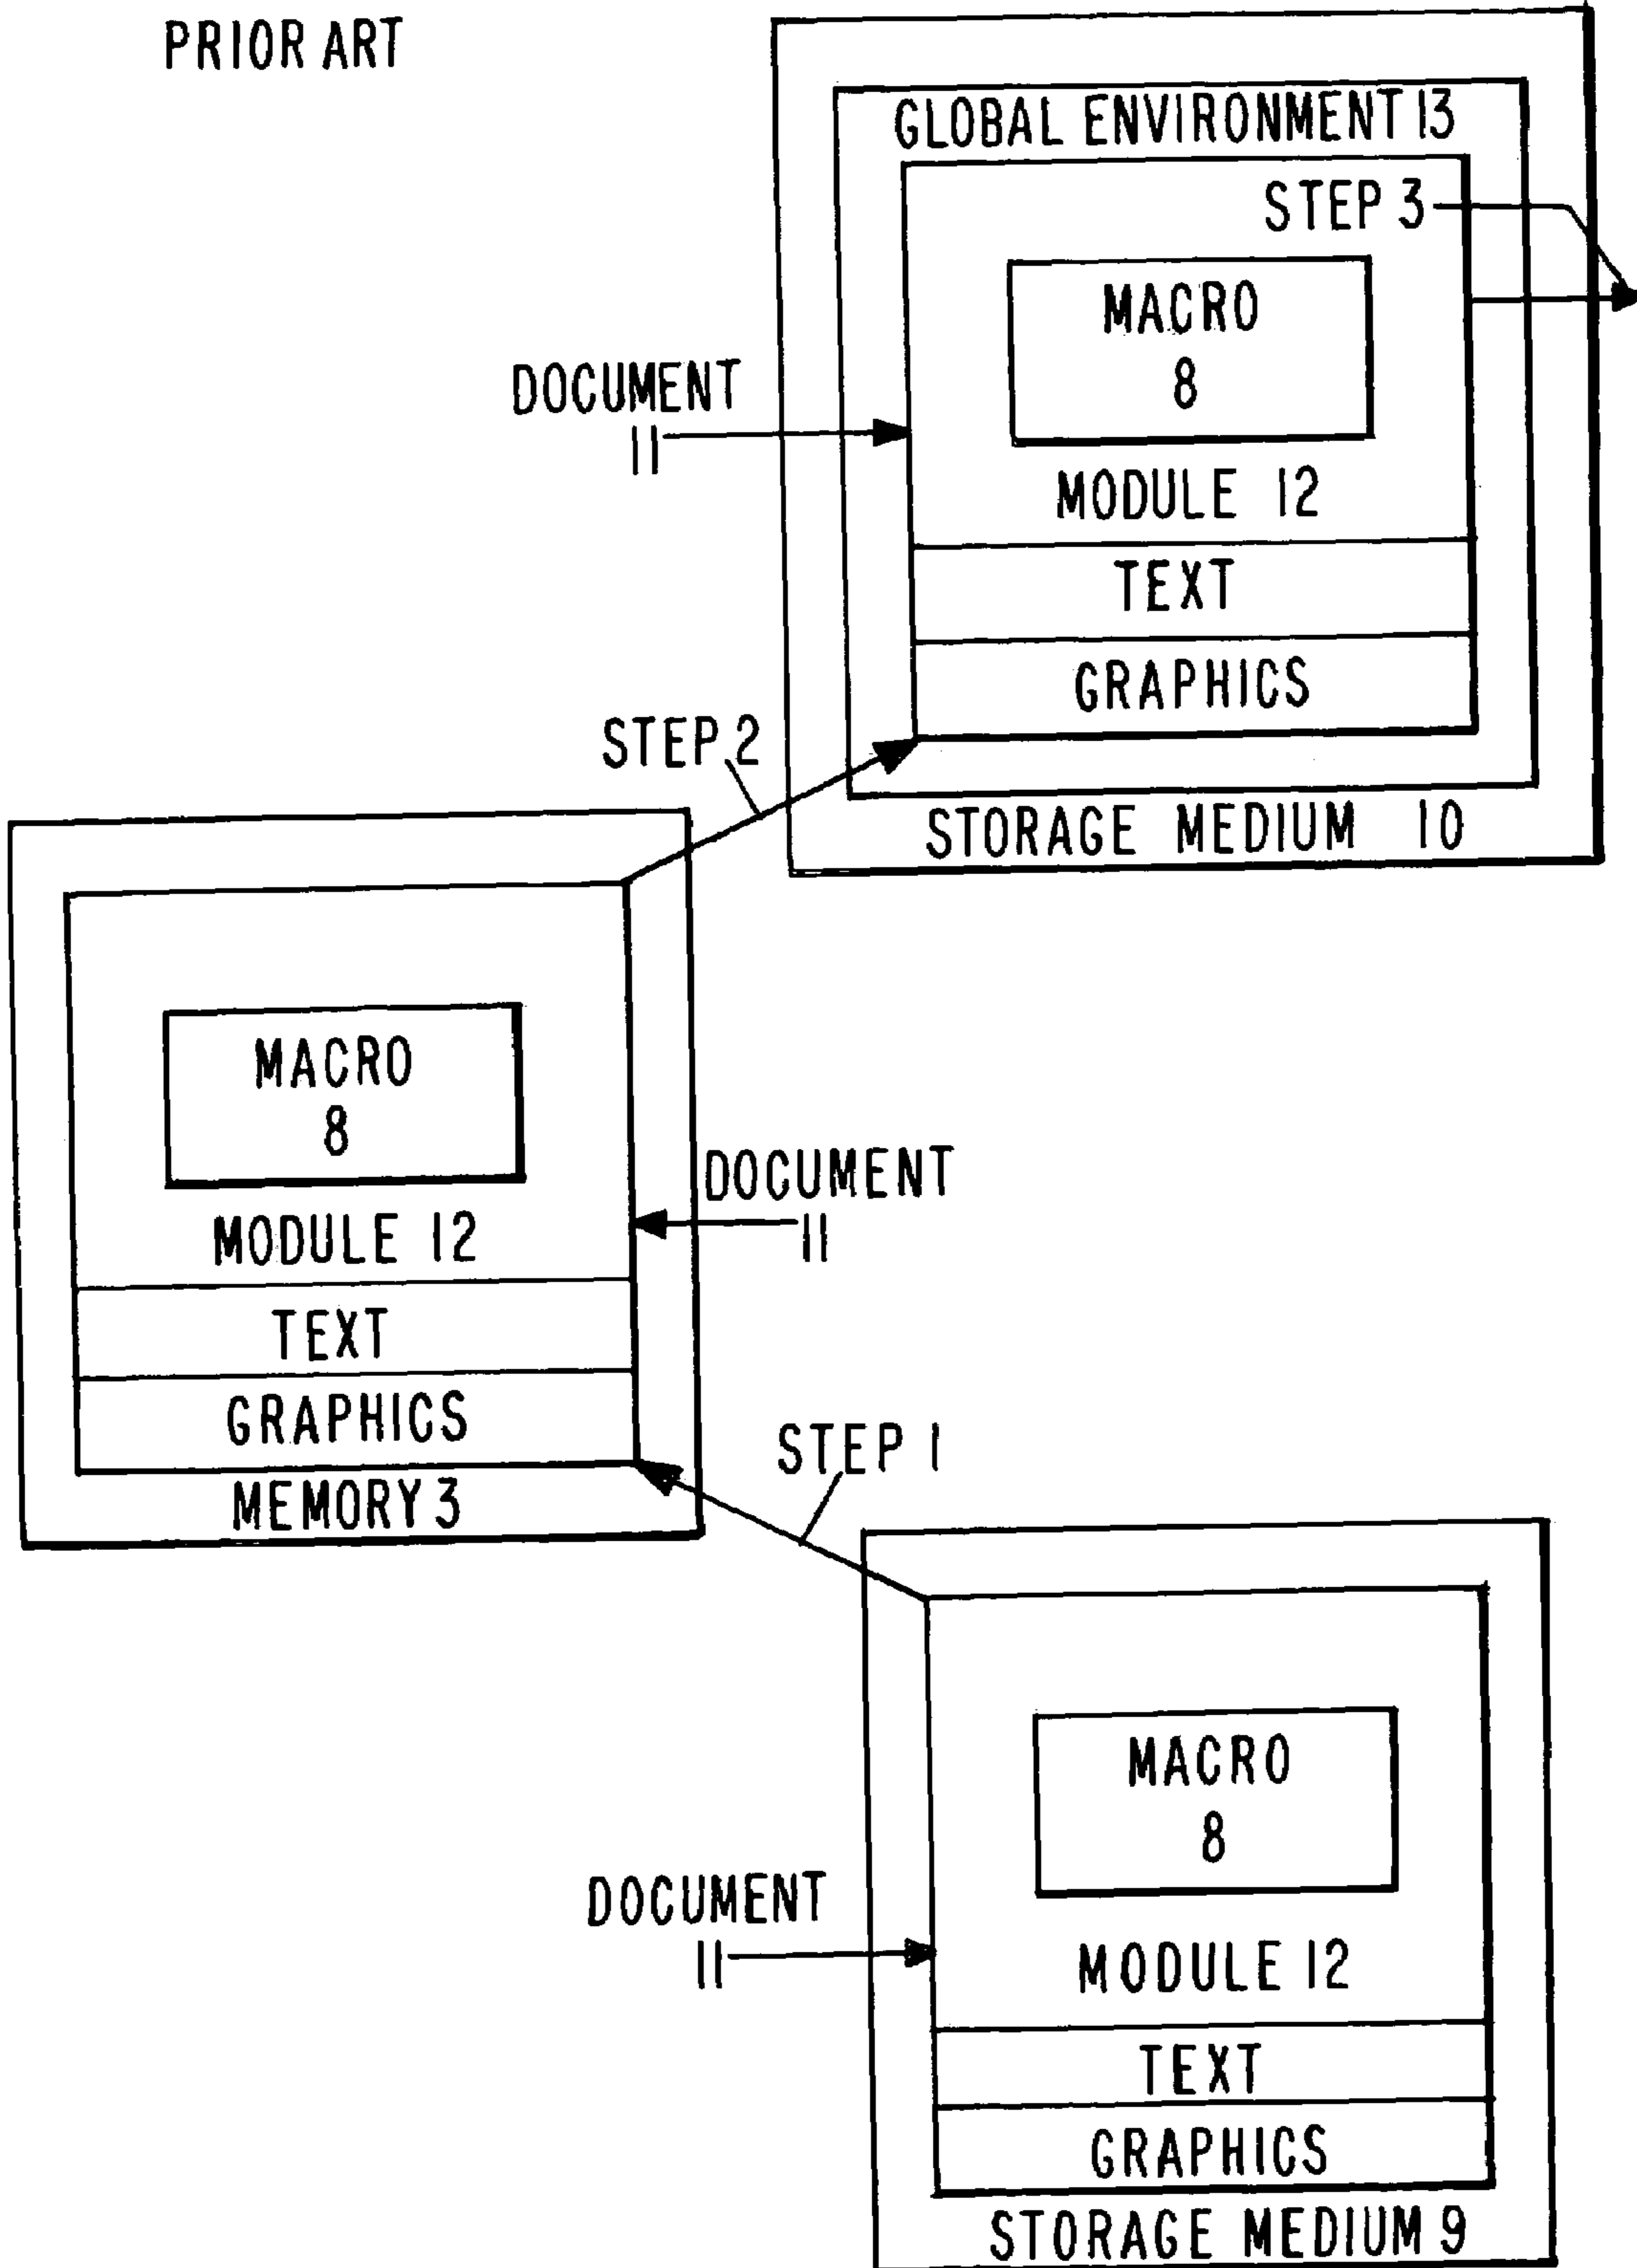 PRIOR ART
GLOBAL ENVIRONMENT 13
STEP 3
MACRO
8
DOCUMENT
11
MODULE 12
TEXT
GRAPHICS
STEP 2
STORAGE MEDIUM 10
MACRO
8
DOCUMENT
11
MODULE 12
TEXT
GRAPHICS
MEMORY 3
STEP 1
MACRO
8
DOCUMENT
11
MODULE 12
TEXT
GRAPHICS
STORAGE MEDIUM 9